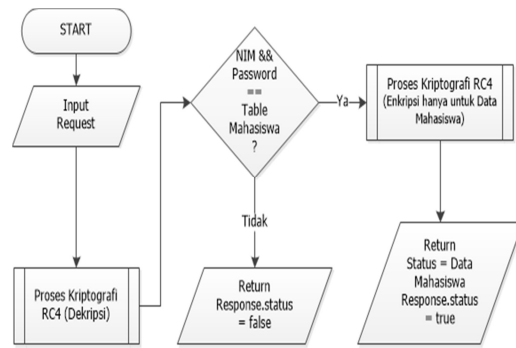 START
Input
Request
Proses Kriptografi
RC4 (Dekripsi)
NIM &&
Password
==
Table
Mahasiswa
?
Tidak
Return
Response.status
= false
Ya
Proses Kriptografi RC4
(Enkripsi hanya untuk Data
Mahasiswa)
Return
Status = Data
Mahasiswa
Response.status
= true